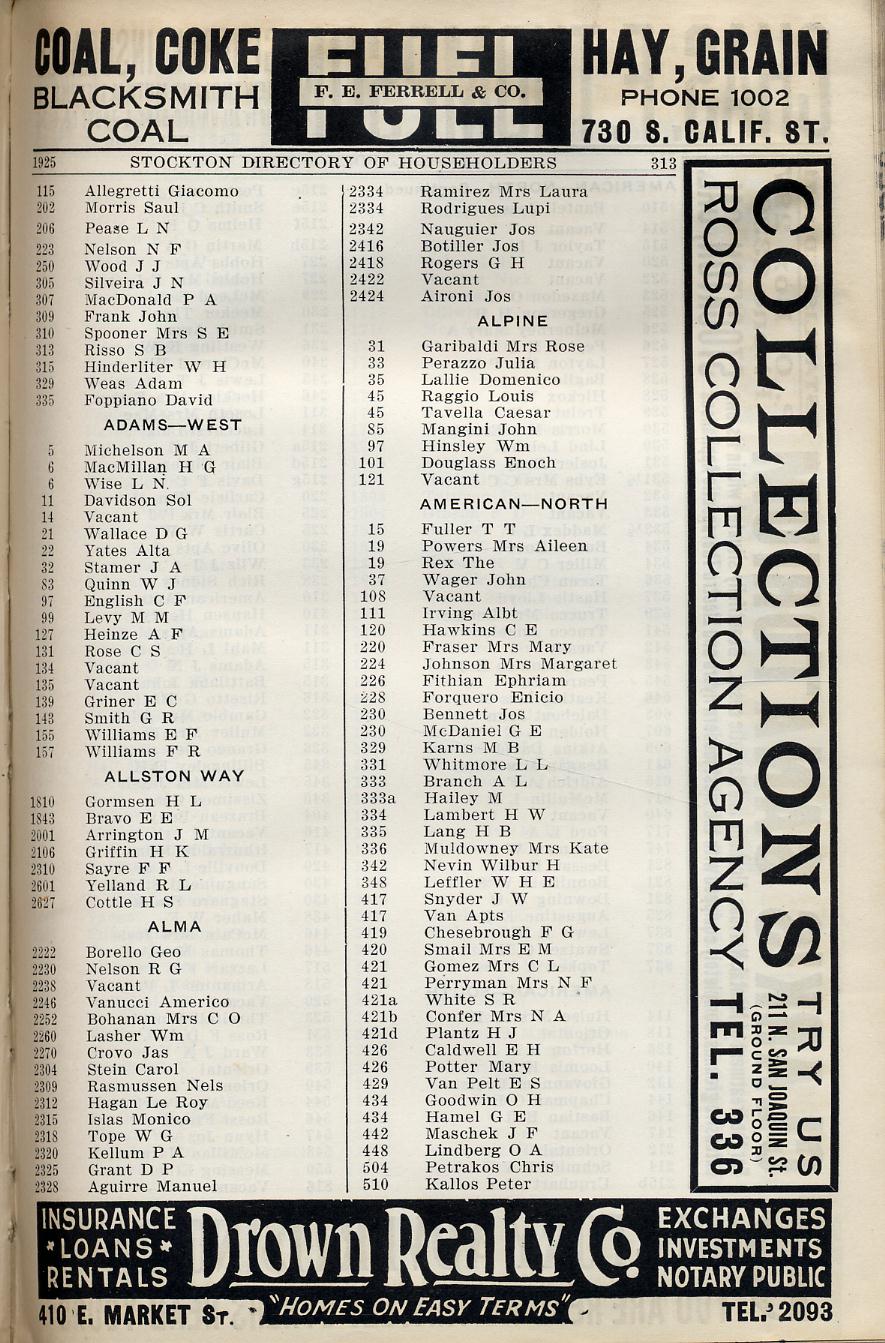 COAL, COKE
BLACKSMITH
COAL
FUEL
F. E. FERRELL & CO.
FUEL
HAY, GRAIN
PHONE 1002
730 S. CALIF. ST.
1925 STOCKTON DIRECTORY OF HOUSEHOLDERS 313
115 Allegretti Giacomo
202 Morris Saul
206 Pease L N
223 Nelson N F
250 Wood J J
305 Silveira J N
307 MacDonald P A
309 Frank John
310 Spooner Mrs S E
313 Risso S B
315 Hinderliter W H
329 Weas Adam
335 Foppiano David
ADAMS—WEST
5 Michelson M A
6 MacMillan H G
6 Wise L N
11 Davidson Sol
14 Vacant
21 Wallace D G
22 Yates Alta
32 Stamer J A
83 Quinn W J
97 English C F
99 Levy M M
127 Heinze A F
131 Rose C S
134 Vacant
135 Vacant
139 Griner E C
143 Smith G R
155 Williams E F
157 Williams F R
ALLSTON WAY
1810 Gormsen H L
1843 Bravo E E
2001 Arrington J M
2106 Griffin H K
2310 Sayre F F
2601 Yelland R L
2627 Cottle H S
ALMA
2222 Borello Geo
2230 Nelson R G
2238 Vacant
2246 Vanucci Americo
2252 Bohanan Mrs C O
2260 Lasher Wm
2270 Crovo Jas
2304 Stein Carol
2309 Rasmussen Nels
2312 Hagan Le Roy
2315 Islas Monico
2318 Tope W G
2320 Kellum P A
2325 Grant D P
2328 Aguirre Manuel
2334 Ramirez Mrs Laura
2334 Rodrigues Lupi
2342 Nauguier Jos
2416 Botiller Jos
2418 Rogers G H
2422 Vacant
2424 Aironi Jos
ALPINE
31 Garibaldi Mrs Rose
33 Perazzo Julia
35 Lallie Domenico
45 Raggio Louis
45 Tavella Caesar
85 Mangini John
97 Hinsley Wm
101 Douglass Enoch
121 Vacant
AMERICAN—NORTH
15 Fuller T T
19 Powers Mrs Aileen
19 Rex The
37 Wager John
108 Vacant
111 Irving Albt
120 Hawkins C E
220 Fraser Mrs Mary
224 Johnson Mrs Margaret
226 Fithian Ephriam
228 Forquero Enicio
230 Bennett Jos
230 McDaniel G E
329 Karns M B
331 Whitmore L L
333 Branch A L
333a Hailey M
334 Lambert H W
335 Lang H B
336 Muldowney Mrs Kate
342 Nevin Wilbur H
348 Leffler W H E
417 Snyder J W
417 Van Apts
419 Chesebrough F G
420 Smail Mrs E M
421 Gomez Mrs C L
421 Perryman Mrs N F
421a White S R
421b Confer Mrs N A
421d Plantz H J
426 Caldwell E H
426 Potter Mary
429 Van Pelt E S
434 Goodwin O H
434 Hamel G E
442 Maschek J F
448 Lindberg O A
504 Petrakos Chris
510 Kallos Peter
COLLECTIONS
TRY US
211 N. SAN JOAQUIN St.
(GROUND FLOOR)
ROSS COLLECTION AGENCY TEL. 336
INSURANCE
*LOANS*
RENTALS
Drown Realty Co.
EXCHANGES
INVESTMENTS
NOTARY PUBLIC
410 E. MARKET ST.
"HOMES ON EASY TERMS"
TEL. 2093